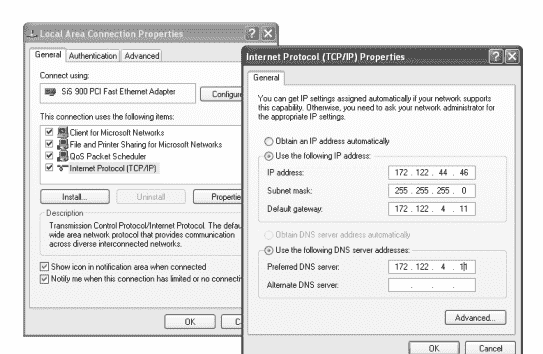 Local Area Connection Properties
General Authentication Advanced
Connect using:
SiS 900 PCI Fast Ethernet Adapter
This connection uses the following items:
Client for Microsoft Networks
File and Printer Sharing for Microsoft Networks
QoS Packet Scheduler
Internet Protocol (TCP/IP)
Install... Uninstall
Description
Transmission Control Protocol/Internet Protocol. The
wide area network protocol that provides communication
across diverse interconnected networks.
Show icon in notification area when connected
Notify me when this connection has limited or no
OK
Internet Protocol (TCP/IP) Properties
General
You can get IP settings assigned automatically if your network supports
this capability. Otherwise, you need to ask your network administrator for
the appropriate IP settings.
Obtain an IP address automatically
Use the following IP address:
IP address: 172 . 122 . 44 . 46
Subnet mask: 255 . 255 . 255 . 0
Default gateway: 172 . 122 . 4 . 11
Obtain DNS server address automatically
Use the following DNS server addresses:
Preferred DNS server: 172 . 122 . 4 .
Alternate DNS server: . . .
Advanced...
OK Cancel